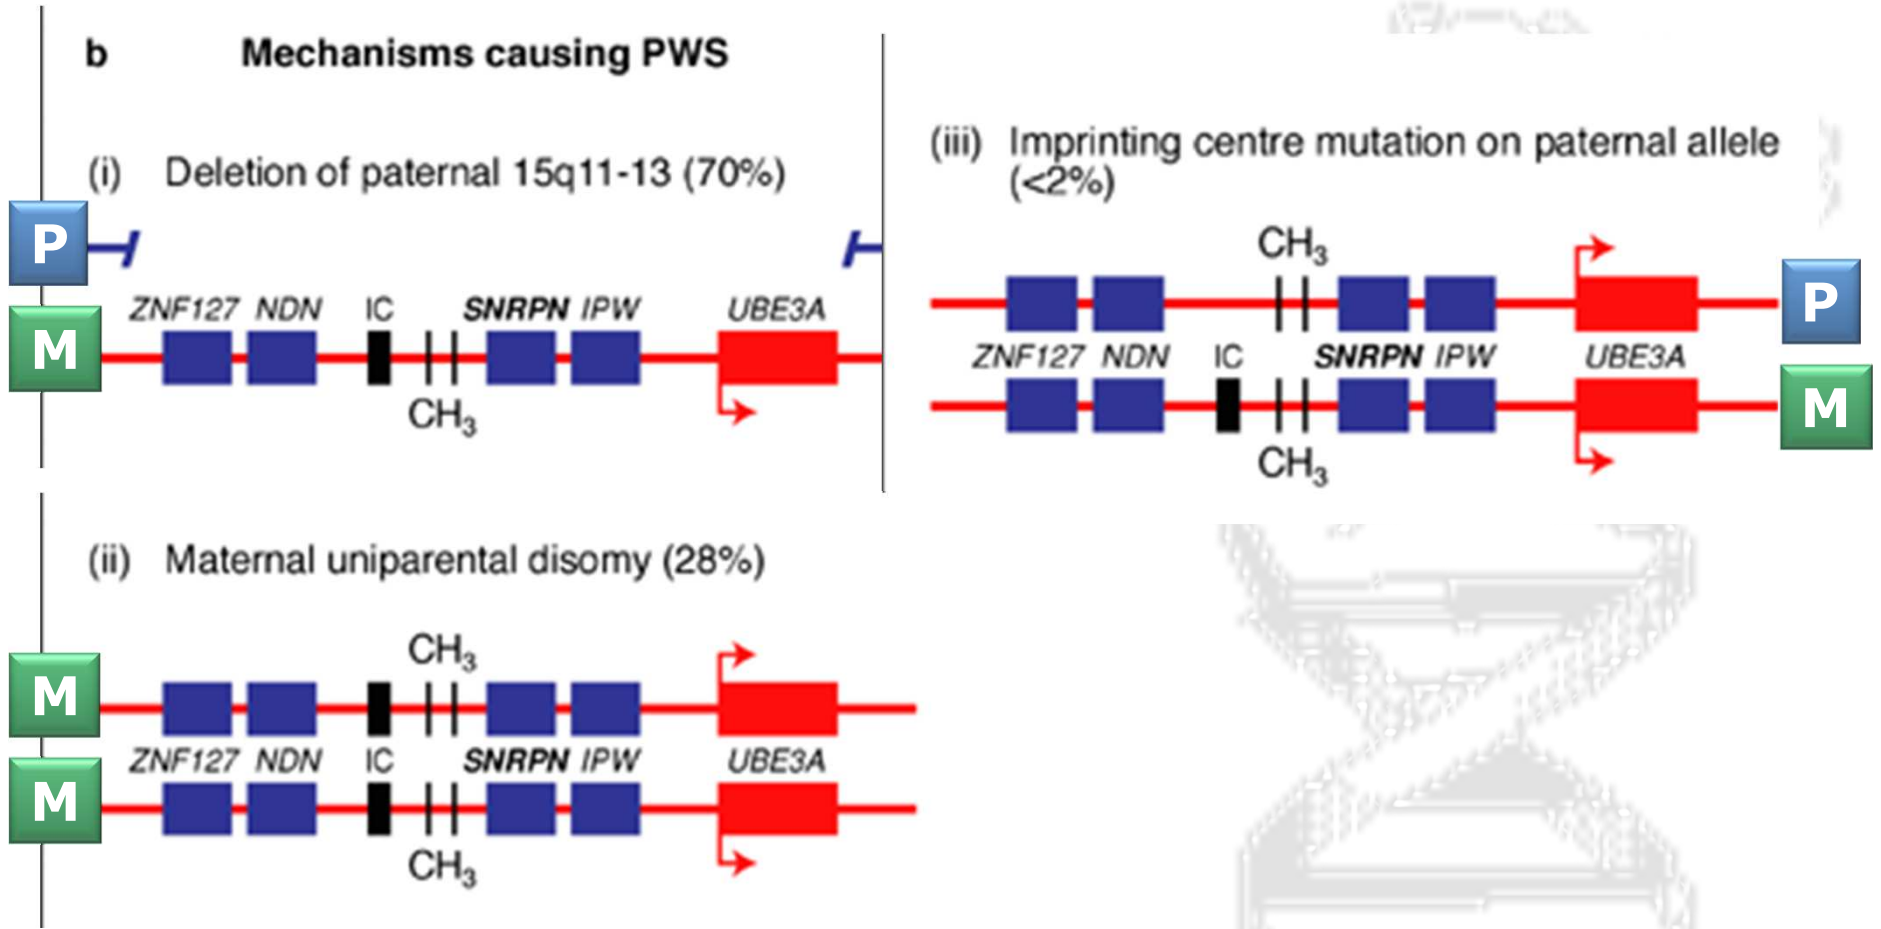 b Mechanisms causing PWS
(i) Deletion of paternal 15q11-13 (70%)
P
ZNF127 NDN IC SNRPN IPW UBE3A
M
CH3
(iii) Imprinting centre mutation on paternal allele
(<2%)
CH3
P
ZNF127 NDN IC SNRPN IPW UBE3A
M
CH3
(ii) Maternal uniparental disomy (28%)
CH3
M
ZNF127 NDN IC SNRPN IPW UBE3A
M
CH3